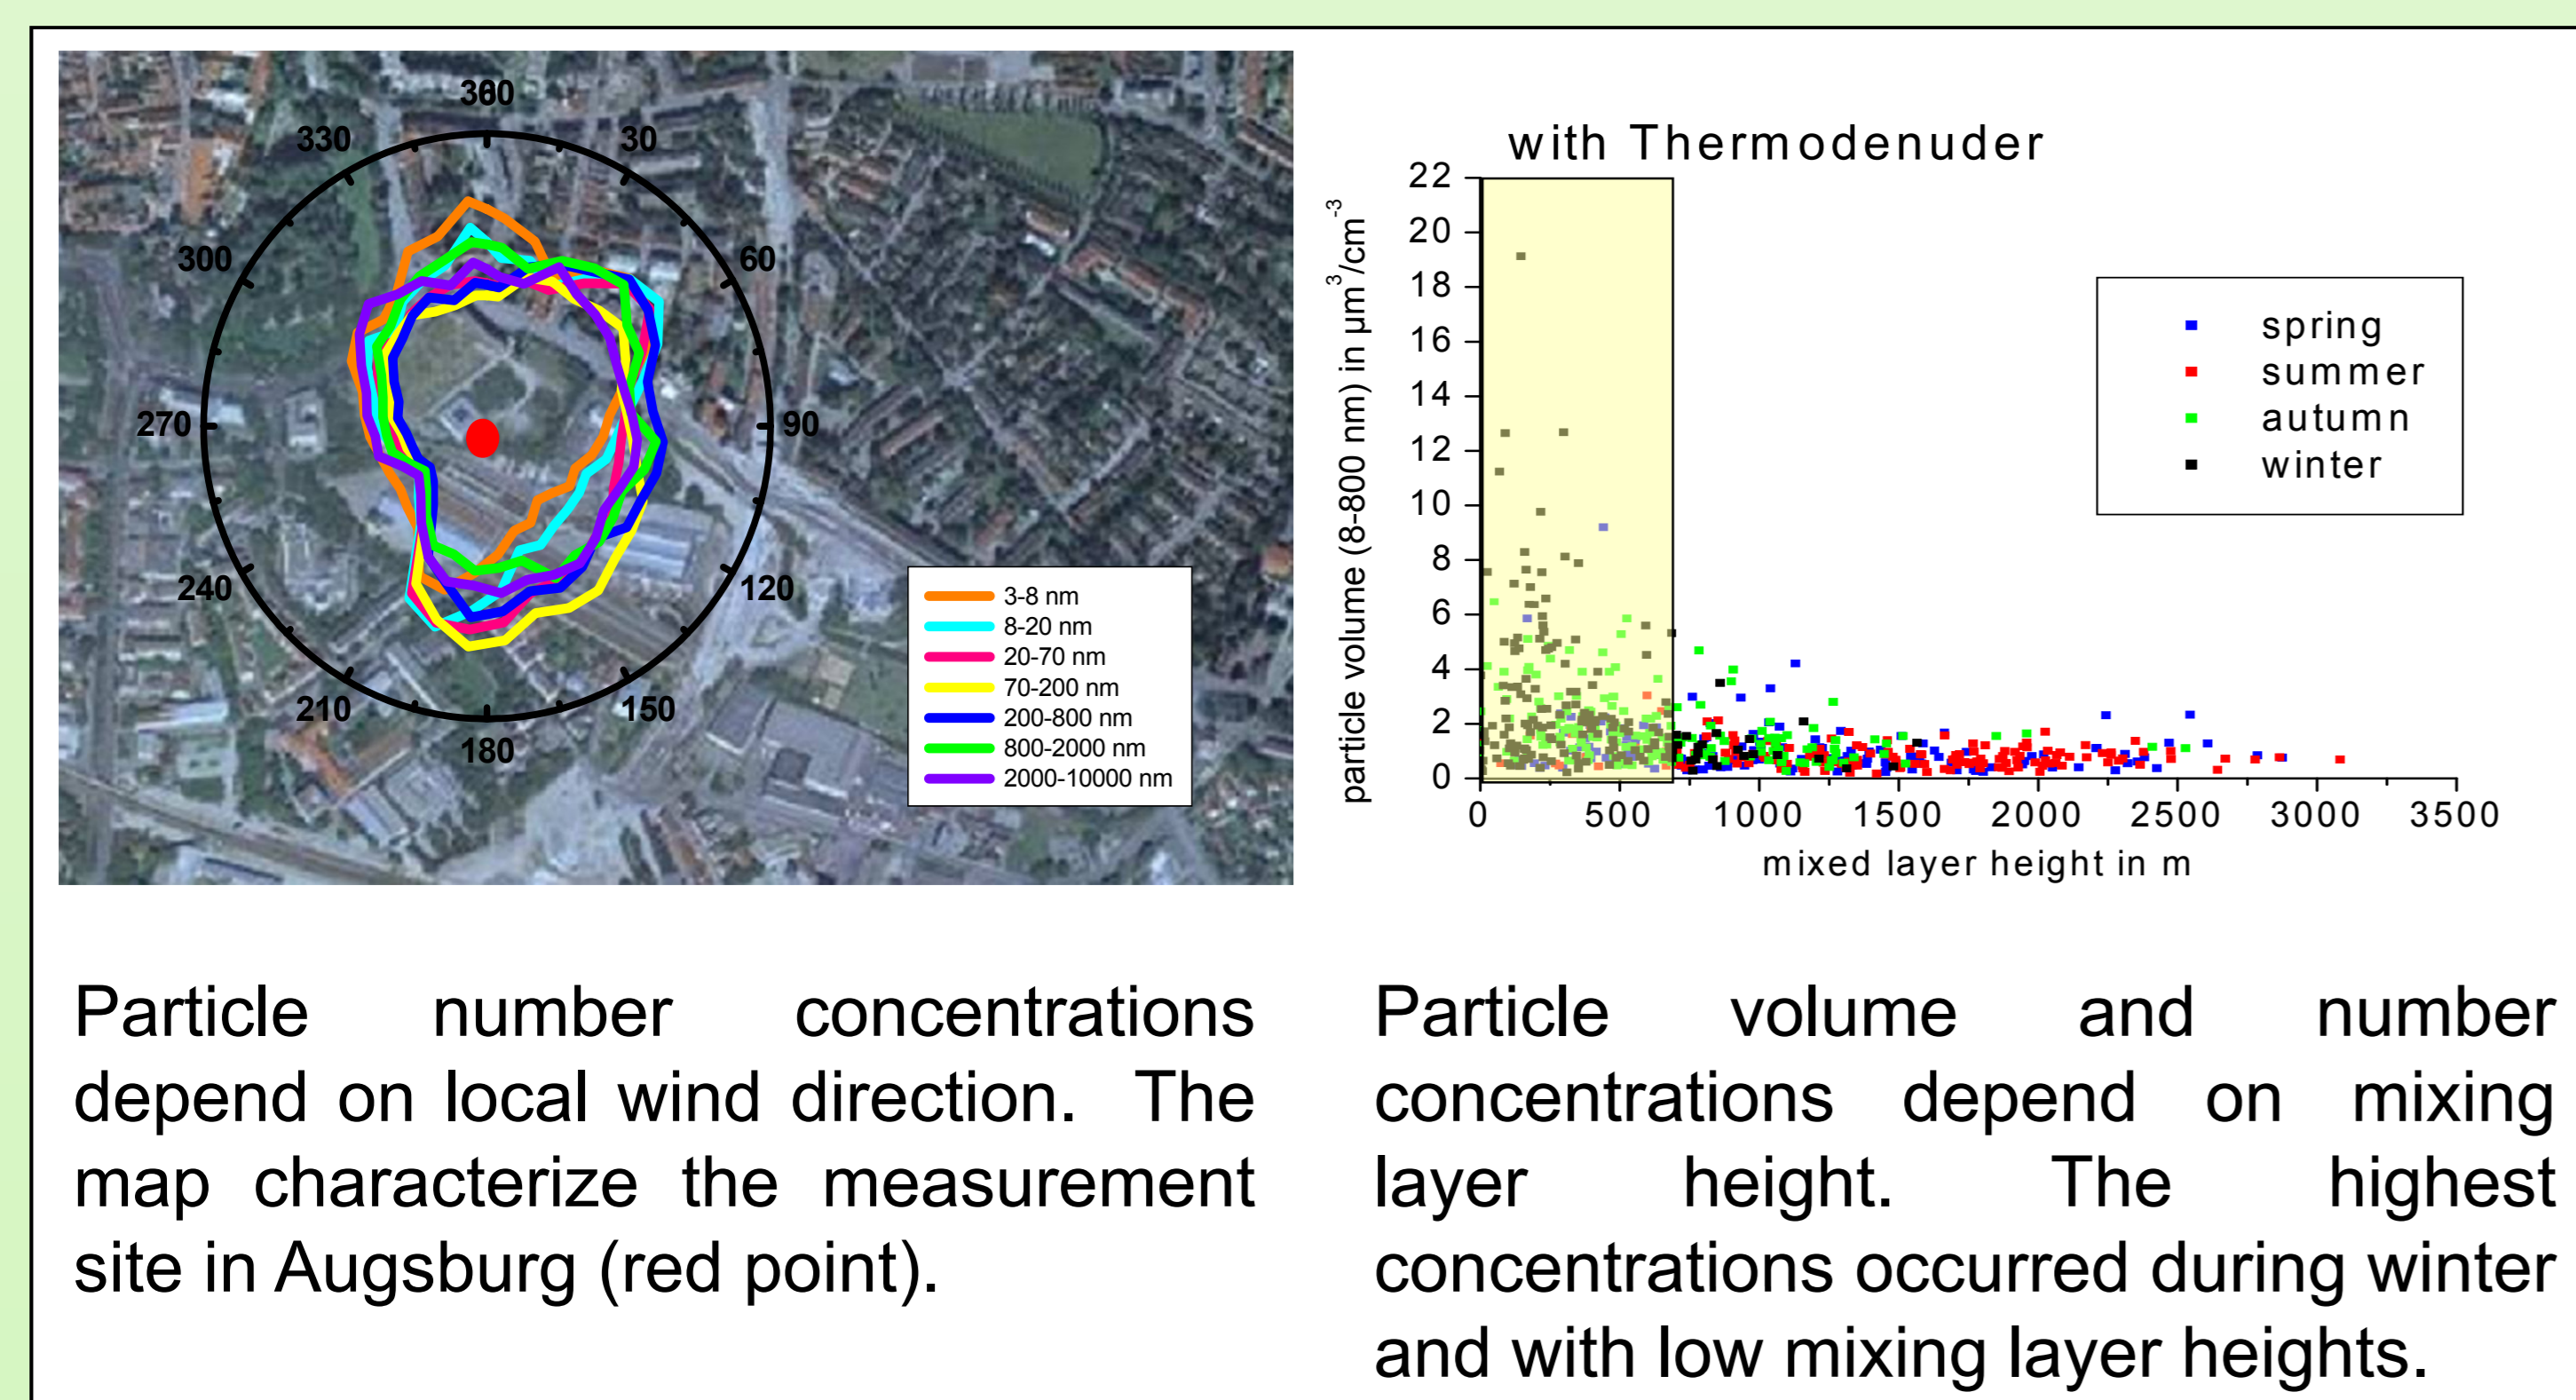 360
330
30
300
60
270
90
240
120
210
150
180
3-8 nm
8-20 nm
20-70 nm
70-200 nm
200-800 nm
800-2000 nm
2000-10000 nm
with Thermodenuder
particle volume (8-800 nm) in µm³/cm⁻³
22
20
18
16
14
12
10
8
6
4
2
0
0 500 1000 1500 2000 2500 3000 3500
mixed layer height in m
spring
summer
autumn
winter
Particle number concentrations
depend on local wind direction. The
map characterize the measurement
site in Augsburg (red point).
Particle volume and number
concentrations depend on mixing
layer height. The highest
concentrations occurred during winter
and with low mixing layer heights.